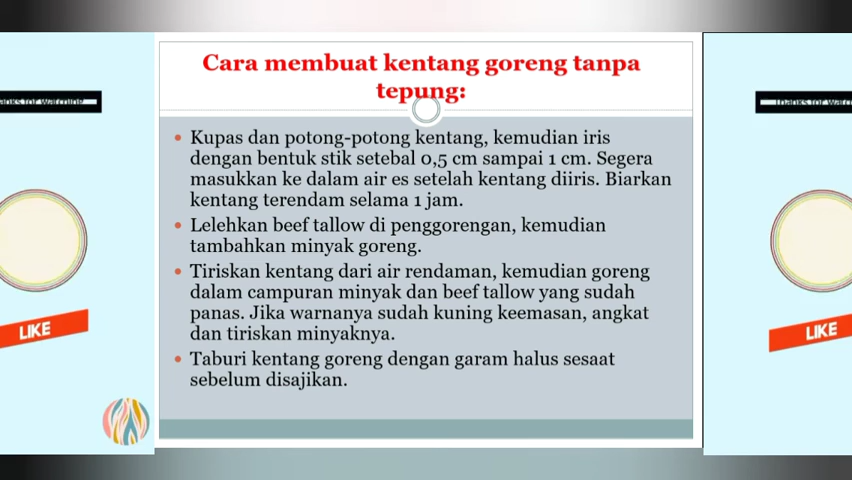 Cara membuat kentang goreng tanpa
tepung:
• Kupas dan potong-potong kentang, kemudian iris
dengan bentuk stik setebal 0,5 cm sampai 1 cm. Segera
masukkan ke dalam air es setelah kentang diiris. Biarkan
kentang terendam selama 1 jam.
• Lelehkan beef tallow di penggorengan, kemudian
tambahkan minyak goreng.
• Tiriskan kentang dari air rendaman, kemudian goreng
dalam campuran minyak dan beef tallow yang sudah
panas. Jika warnanya sudah kuning keemasan, angkat
dan tiriskan minyaknya.
• Taburi kentang goreng dengan garam halus sesaat
sebelum disajikan.
LIKE
LIKE